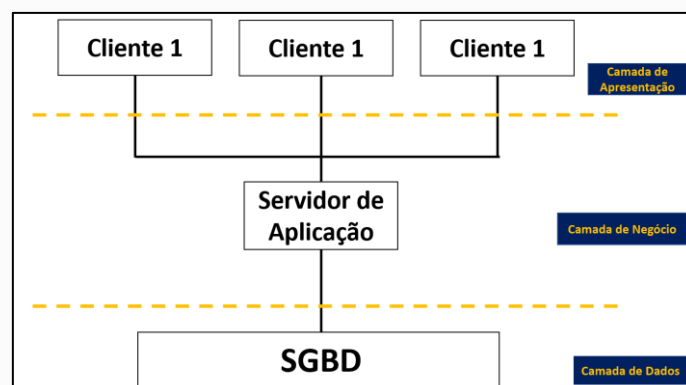 Cliente 1
Cliente 1
Cliente 1
Camada de
Apresentação
Servidor de
Aplicação
Camada de Negócio
SGBD
Camada de Dados